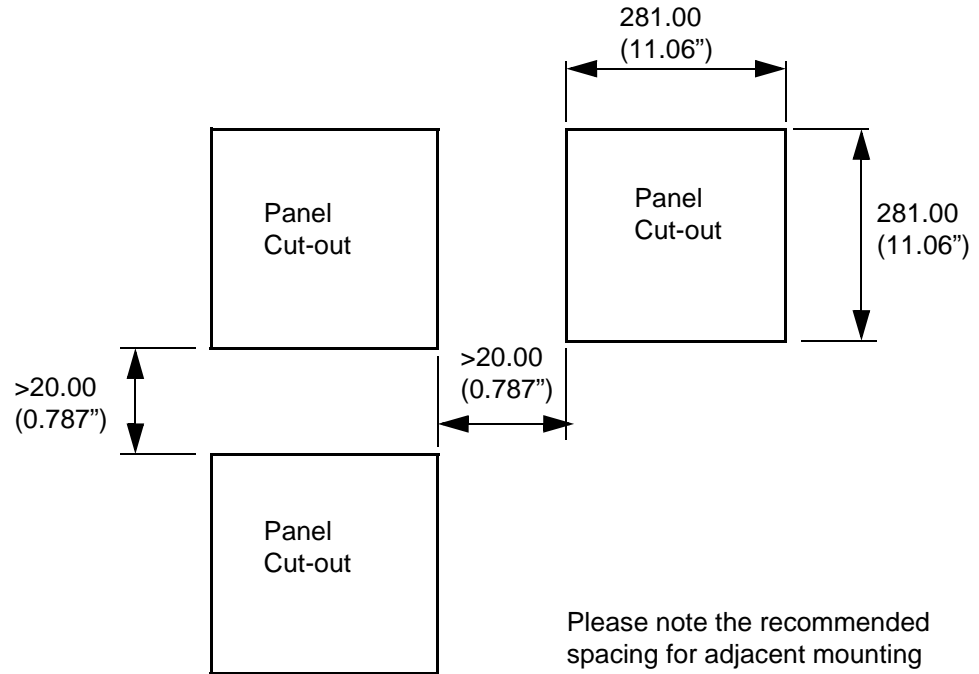 281.00
(11.06”)
Panel
Cut-out
Panel
Cut-out
281.00
(11.06”)
>20.00
(0.787”)
>20.00
(0.787”)
Panel
Cut-out
Please note the recommended
spacing for adjacent mounting